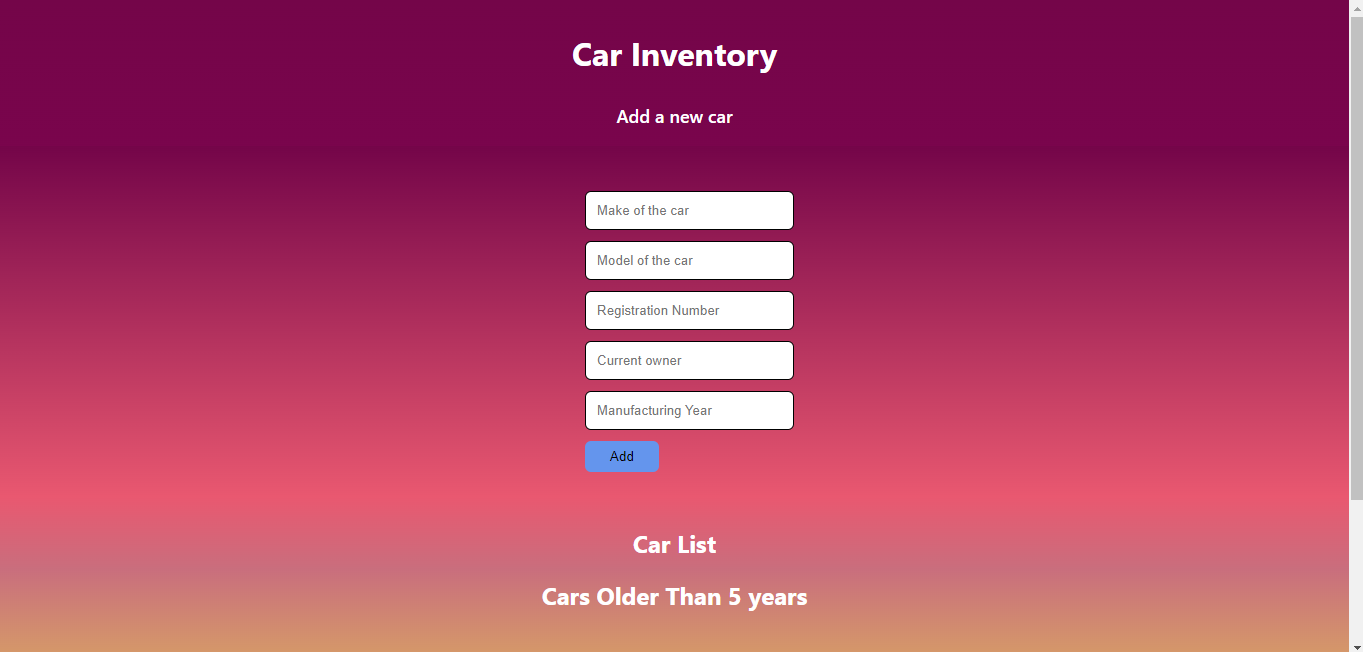 Car Inventory
Add a new car
Make of the car
Model of the car
Registration Number
Current owner
Manufacturing Year
Add
Car List
Cars Older Than 5 years